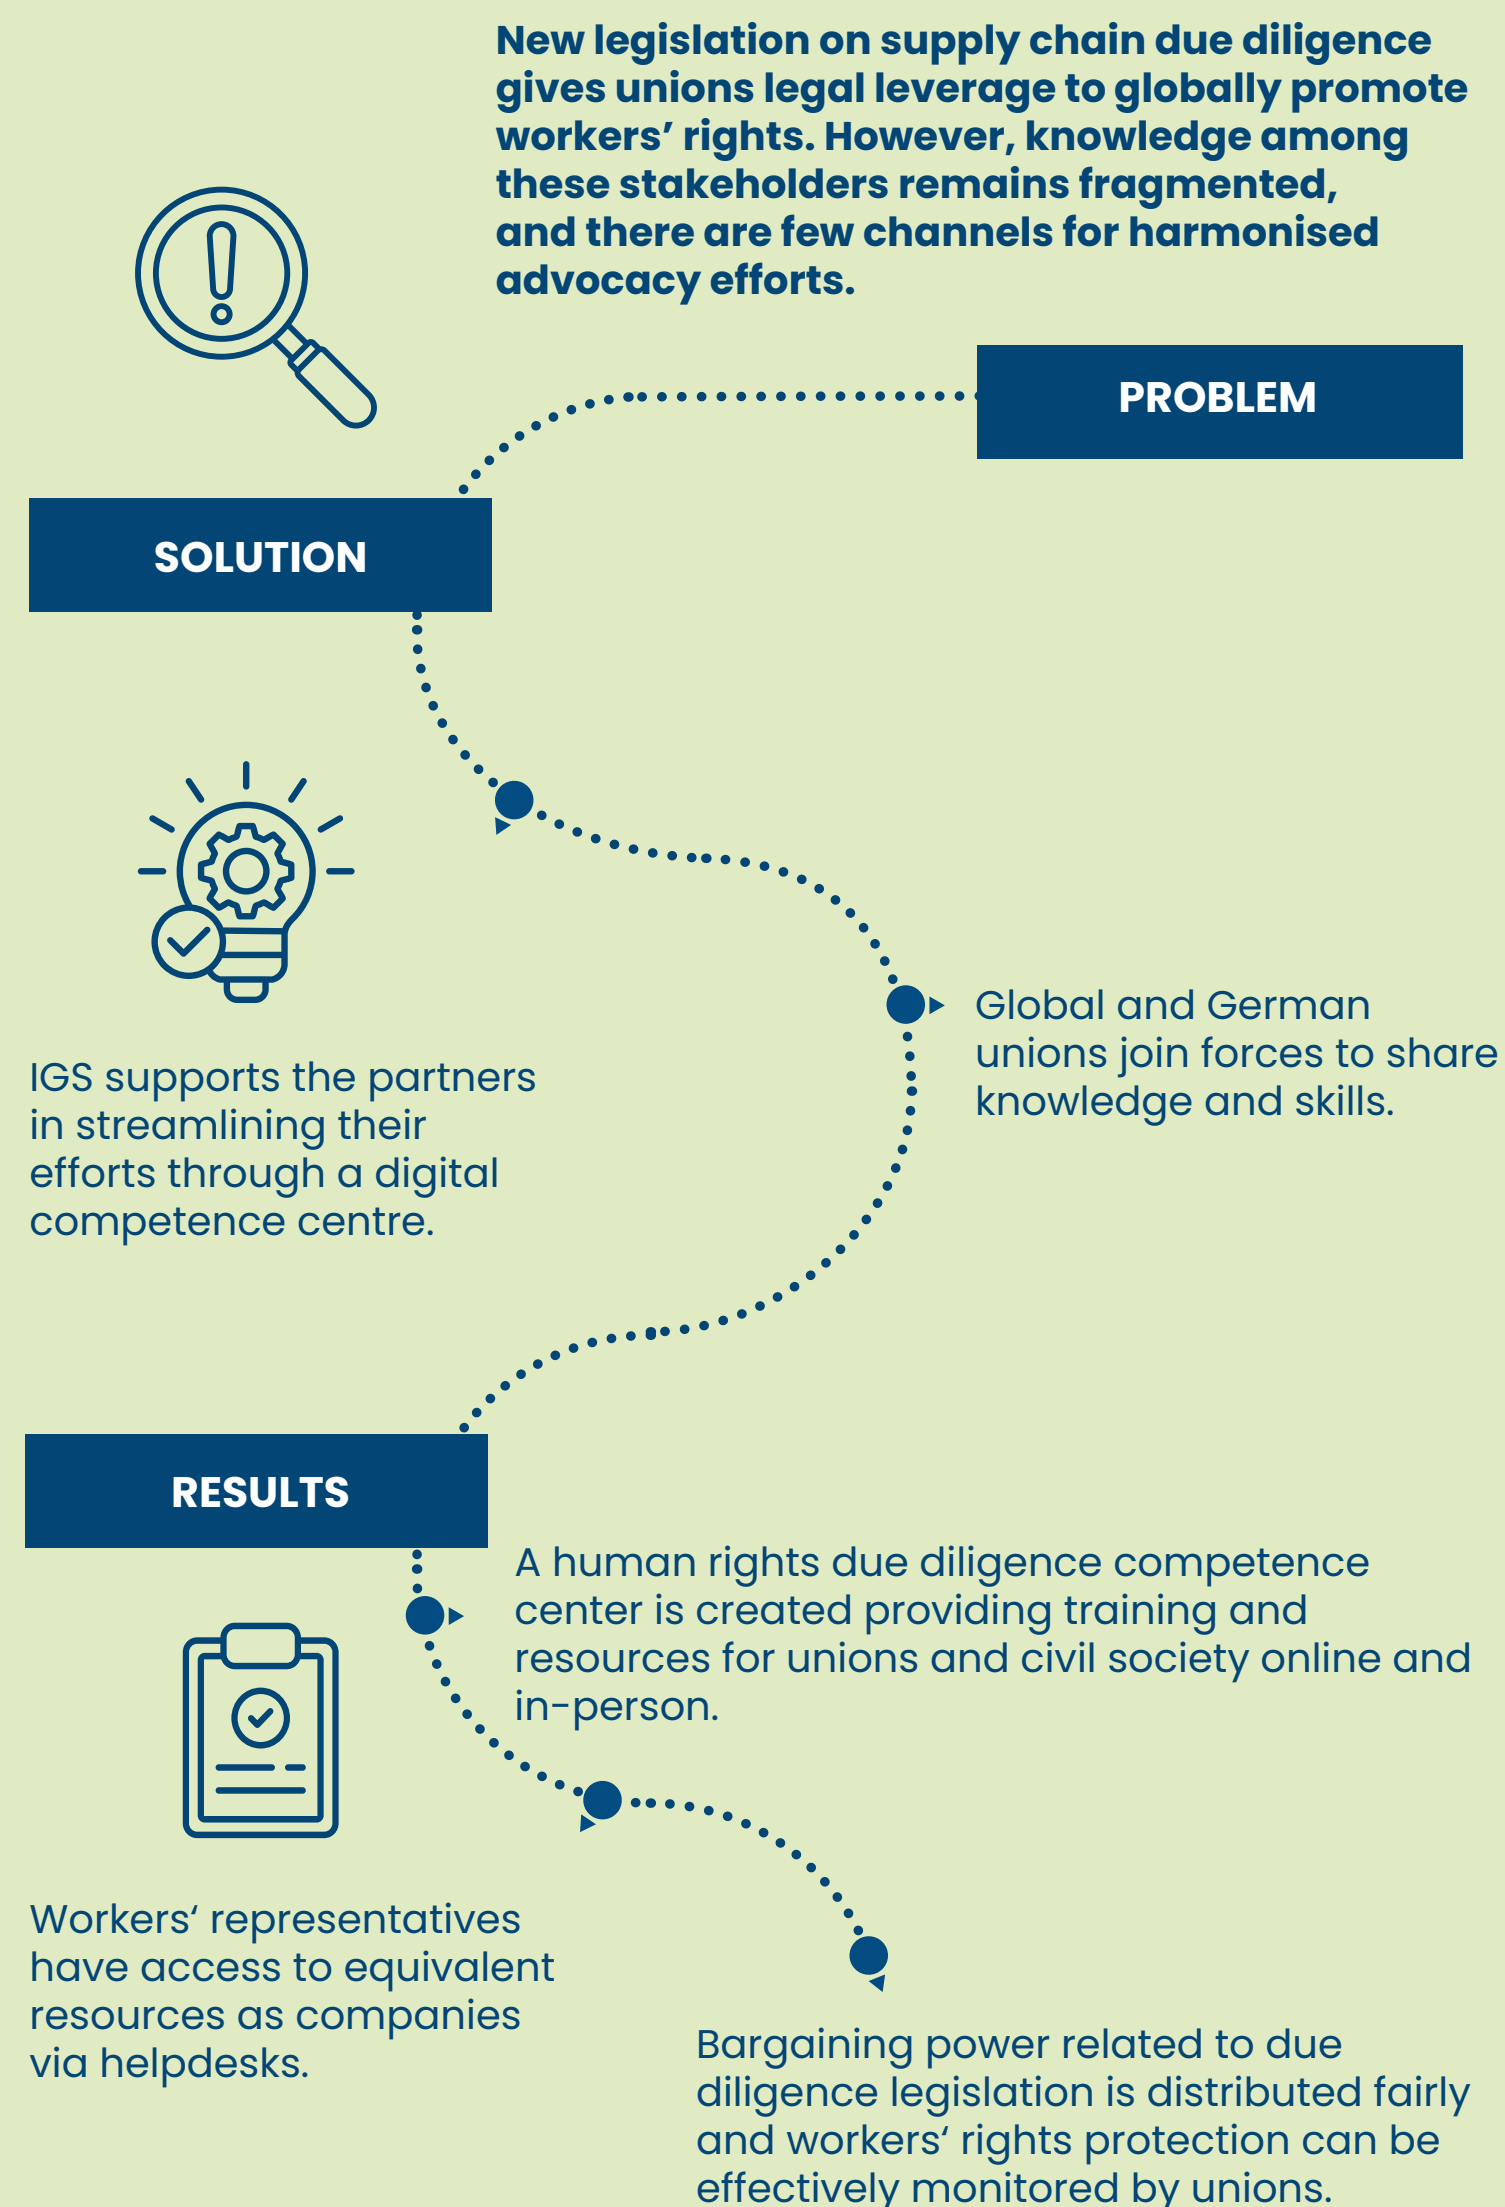 New legislation on supply chain due diligence
gives unions legal leverage to globally promote
workers’ rights. However, knowledge among
these stakeholders remains fragmented,
and there are few channels for harmonised
advocacy efforts.
PROBLEM
SOLUTION
IGS supports the partners
in streamlining their
efforts through a digital
competence centre.
Global and German
unions join forces to share
knowledge and skills.
RESULTS
A human rights due diligence competence
center is created providing training and
resources for unions and civil society online and
in-person.
Workers‘ representatives
have access to equivalent
resources as companies
via helpdesks.
Bargaining power related to due
diligence legislation is distributed fairly
and workers‘ rights protection can be
effectively monitored by unions.